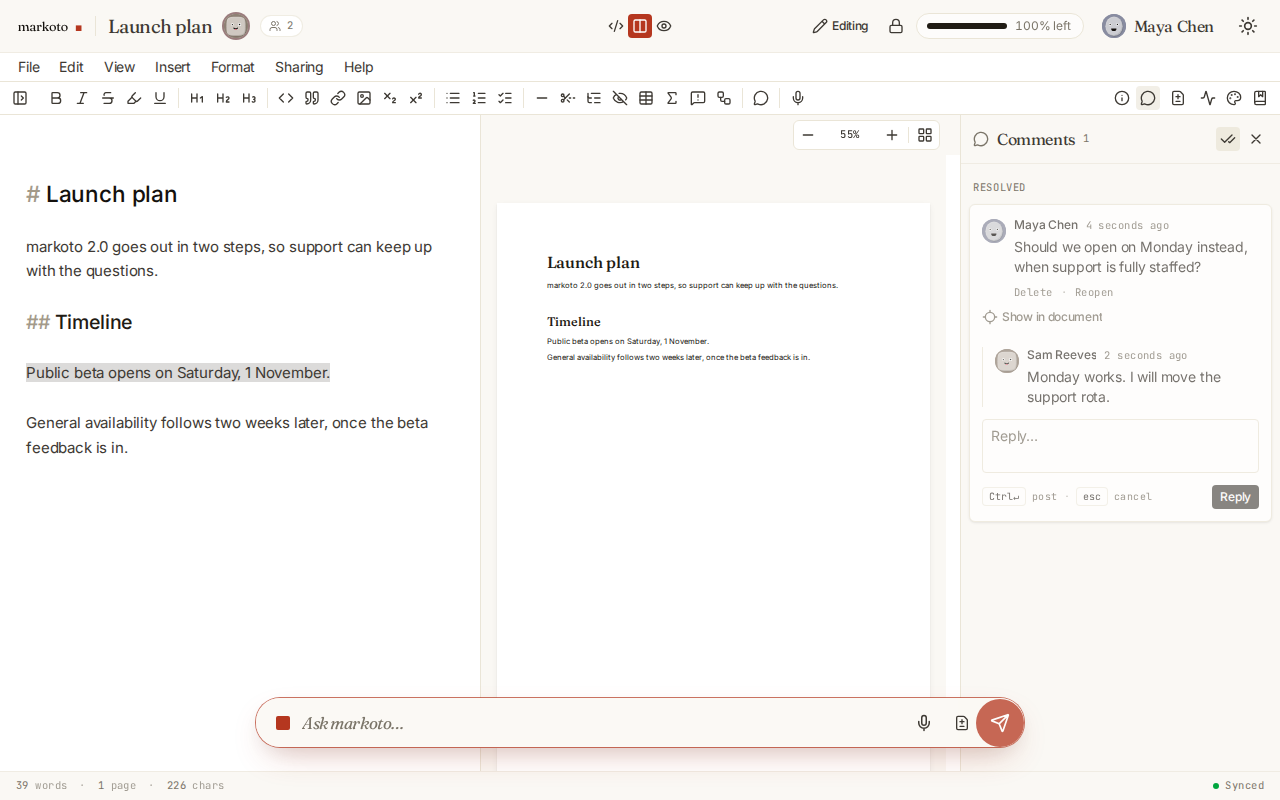 markoto
Launch plan
2
Editing
100% left
Maya Chen
File Edit View Insert Format Sharing Help
H1 H2 H3
55%
Comments 1
# Launch plan
markoto 2.0 goes out in two steps, so support can keep up
with the questions.
## Timeline
Public beta opens on Saturday, 1 November.
General availability follows two weeks later, once the beta
feedback is in.
Launch plan
markoto 2.0 goes out in two steps, so support can keep up with the questions.
Timeline
Public beta opens on Saturday, 1 November.
General availability follows two weeks later, once the beta feedback is in.
RESOLVED
Maya Chen 4 seconds ago
Should we open on Monday instead,
when support is fully staffed?
Delete · Reopen
Show in document
Sam Reeves 2 seconds ago
Monday works. I will move the
support rota.
Reply...
Ctrl↵ post · esc cancel
Reply
Ask markoto...
39 words · 1 page · 226 chars
Synced